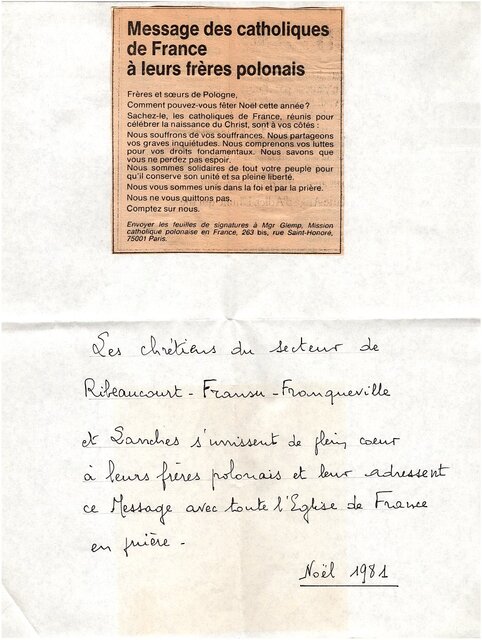 Message des catholiques
de France
à leurs frères polonais
Frères et sœurs de Pologne,
Comment pouvez-vous fêter Noël cette année ?
Sachez-le, les catholiques de France, réunis pour
célébrer la naissance du Christ, sont à vos côtés :
Nous souffrons de vos souffrances. Nous partageons
vos graves inquiétudes. Nous comprenons vos luttes
pour vos droits fondamentaux. Nous savons que
vous ne perdez pas espoir.
Nous sommes solidaires de tout votre peuple pour
qu'il conserve son unité et sa pleine liberté.
Nous vous sommes unis dans la foi et par la prière.
Nous ne vous quittons pas.
Comptez sur nous.
Envoyer les feuilles de signatures à Mgr Glemp, Mission
catholique polonaise en France, 263 bis, rue Saint-Honoré,
75001 Paris.
Les chrétiens du secteur de
Ribeaucourt - Fransu - Franqueville
et Lanches s'unissent de plein coeur
à leurs frères polonais et leur adressent
ce Message avec toute l'Eglise de France
en prière -
Noël 1981